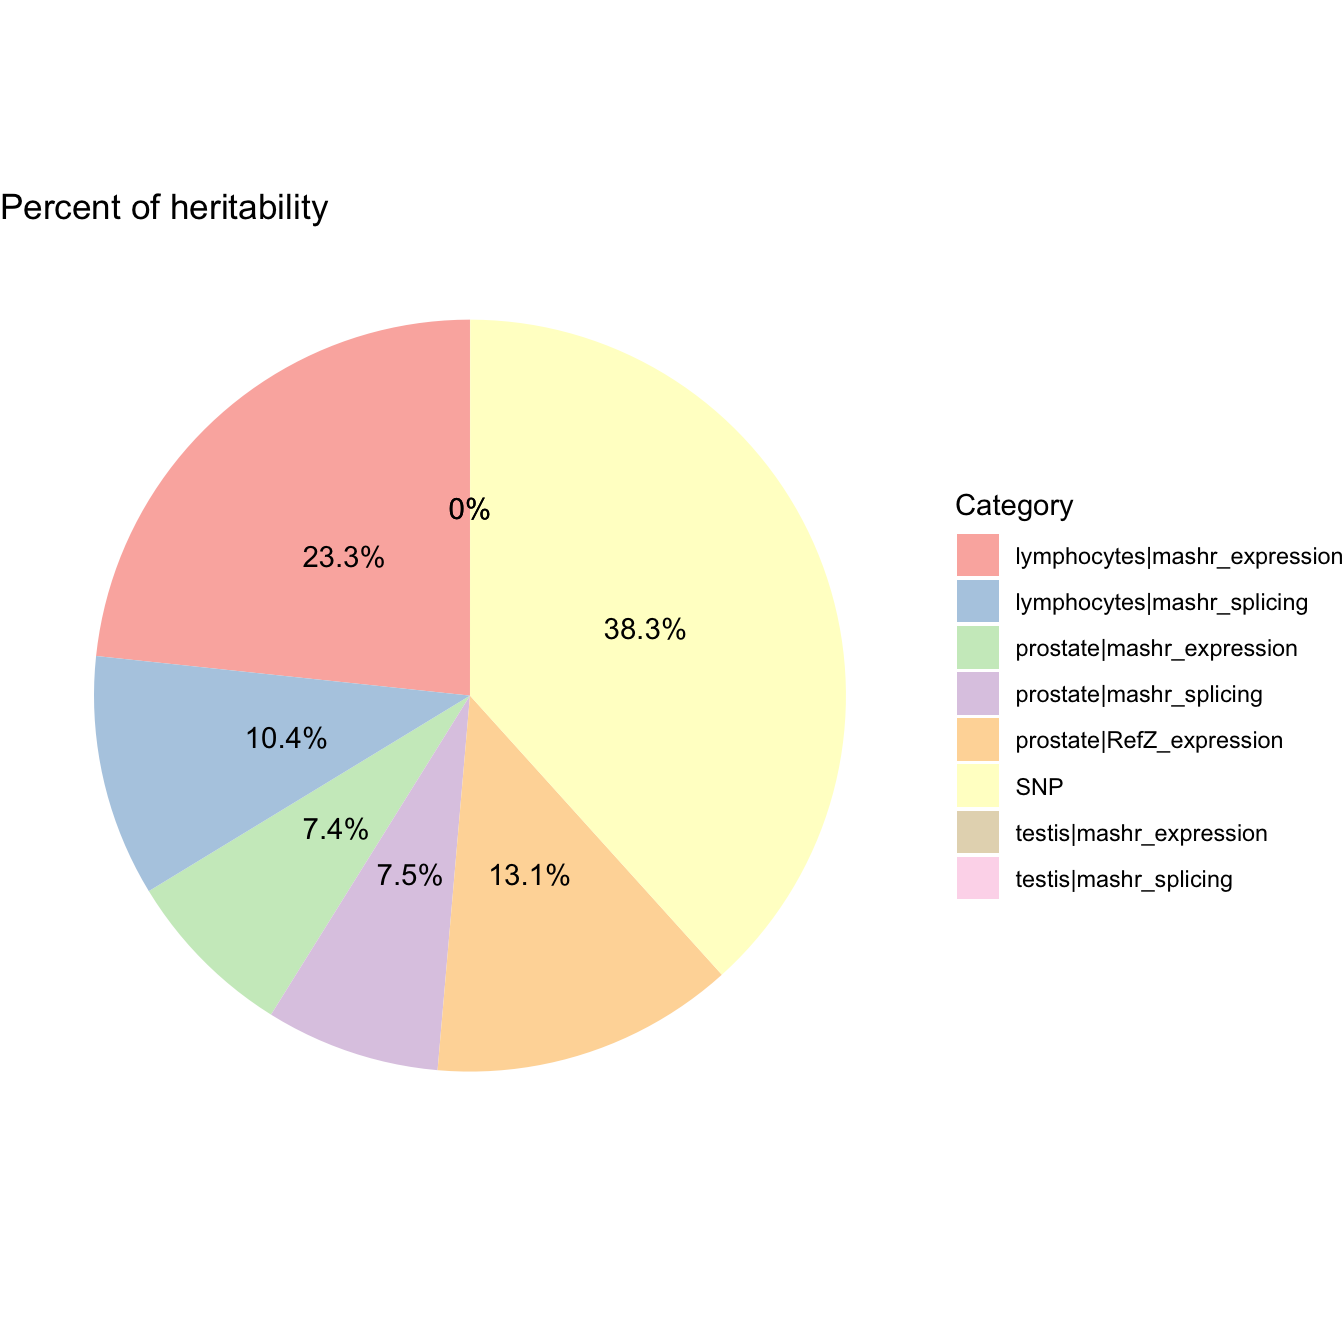 Percent of heritability
0%
23.3%
38.3%
10.4%
7.4%
7.5%
13.1%
Category
lymphocytes|mashr_expression
lymphocytes|mashr_splicing
prostate|mashr_expression
prostate|mashr_splicing
prostate|RefZ_expression
SNP
testis|mashr_expression
testis|mashr_splicing